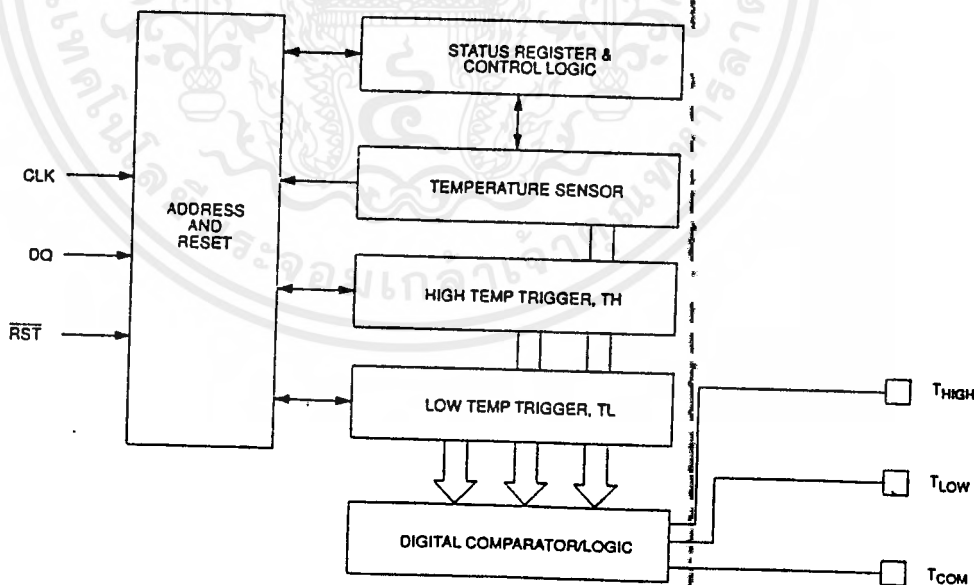 STATUS REGISTER &
CONTROL LOGIC
CLK
TEMPERATURE SENSOR
ADDRESS
AND
RESET
DQ
HIGH TEMP TRIGGER, TH
RST
LOW TEMP TRIGGER, TL
THIGH
TLOW
DIGITAL COMPARATOR/LOGIC
TCOM